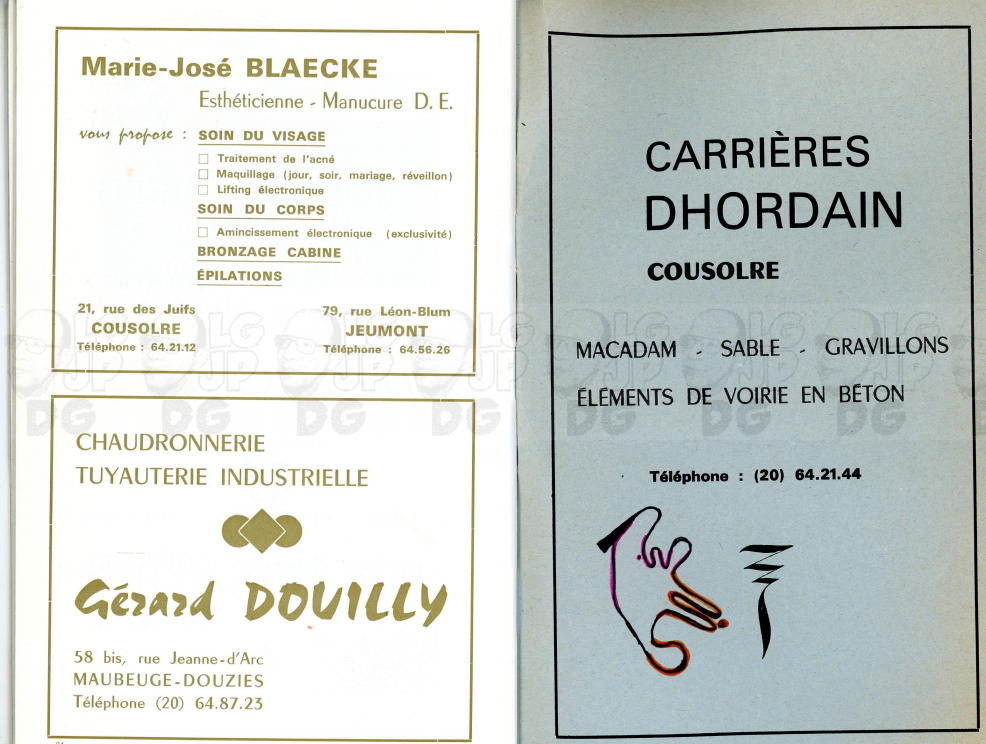 Marie-José BLAECKE
Esthéticienne - Manucure D. E.
vous propose : SOIN DU VISAGE
Traitement de l'acné
Maquillage (jour, soir, mariage, réveillon)
Lifting électronique
SOIN DU CORPS
Amincissement électronique (exclusivité)
BRONZAGE CABINE
ÉPILATIONS
21, rue des Juifs
COUSOLRE
Téléphone : 64.21.12
79, rue Léon-Blum
JEUMONT
Téléphone : 64.56.26
CHAUDRONNERIE
TUYAUTERIE INDUSTRIELLE
Gérard DOUILLY
58 bis, rue Jeanne-d'Arc
MAUBEUGE-DOUZIES
Téléphone (20) 64.87.23
CARRIÈRES
DHORDAIN
COUSOLRE
MACADAM - SABLE - GRAVILLONS
ÉLÉMENTS DE VOIRIE EN BÉTON
Téléphone : (20) 64.21.44
LG JP DG